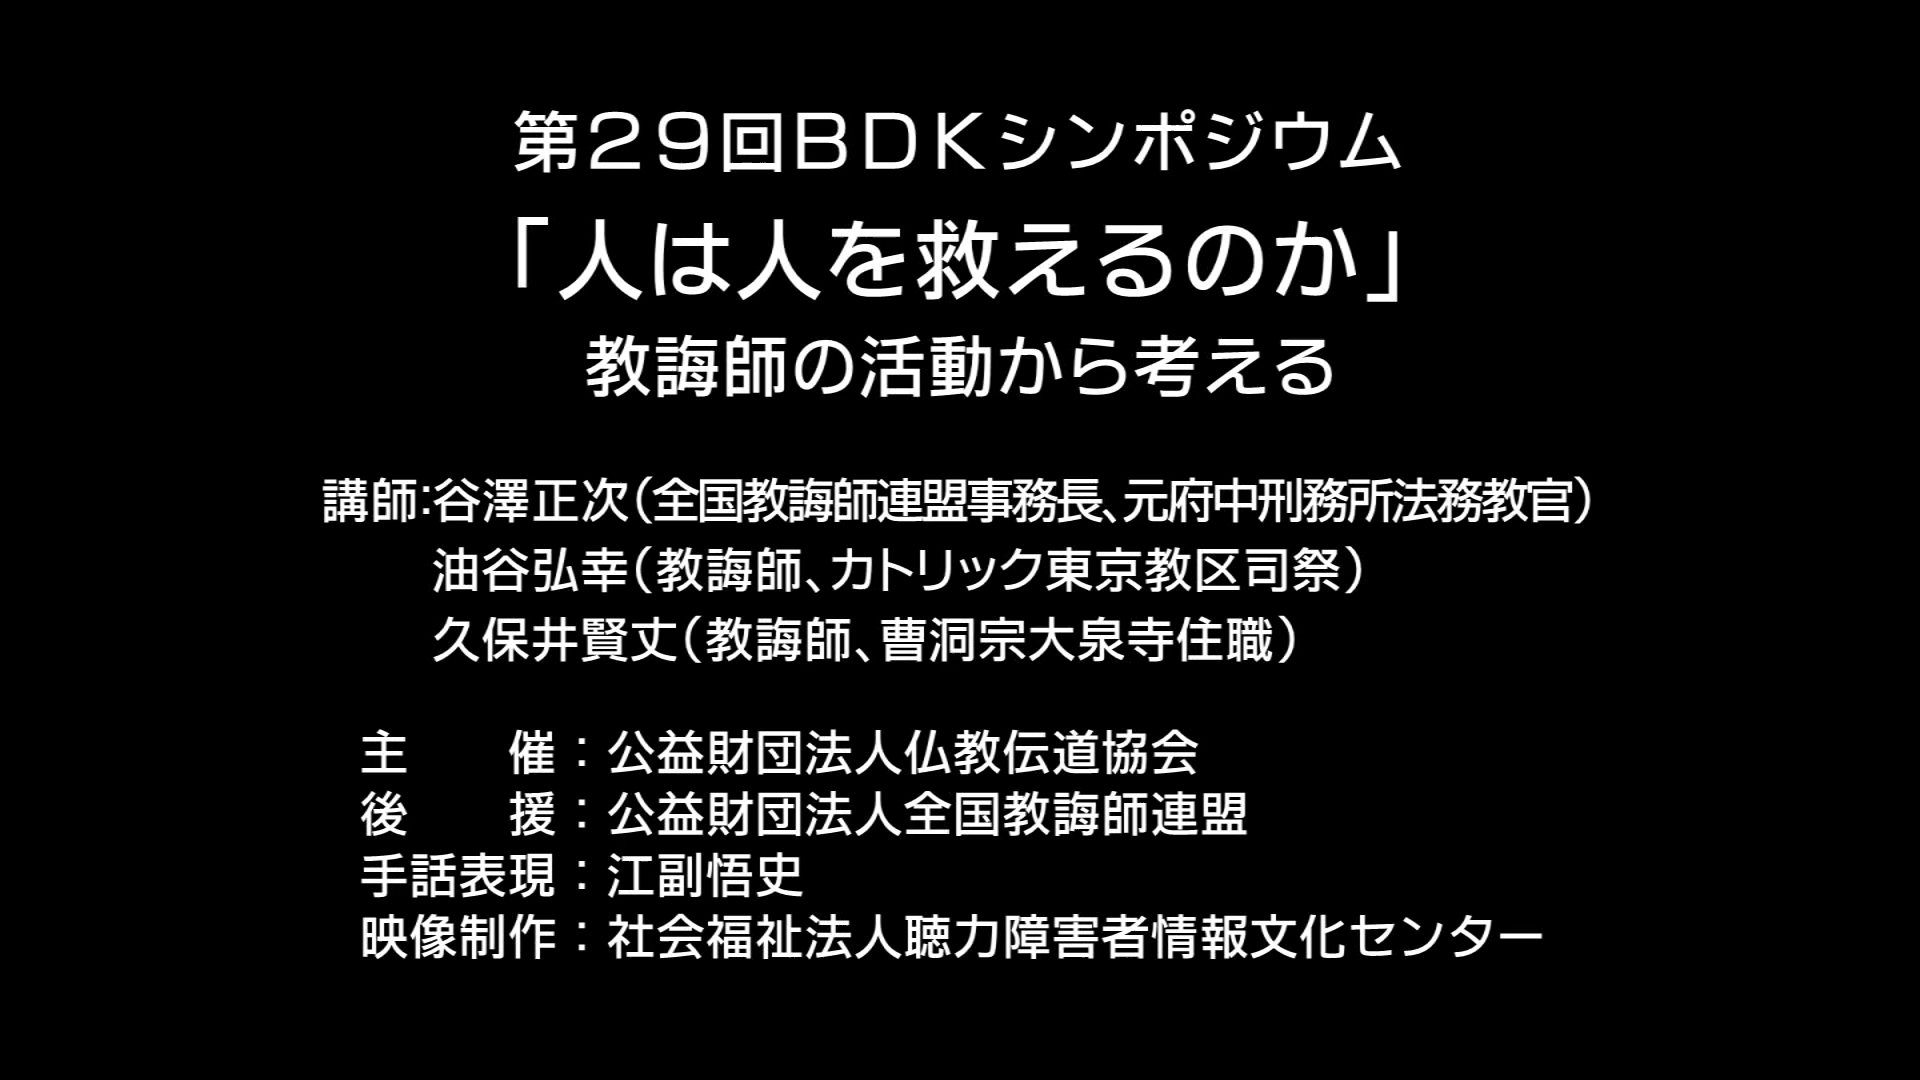 第２９回ＢＤＫシンポジウム
「人は人を救えるのか」
教誨師の活動から考える
講師：谷澤正次（全国教誨師連盟事務長、元府中刑務所法務教官）
油谷弘幸（教誨師、カトリック東京教区司祭）
久保井賢丈（教誨師、曹洞宗大泉寺住職）
主　　催：公益財団法人仏教伝道協会
後　　援：公益財団法人全国教誨師連盟
手話表現：江副悟史
映像制作：社会福祉法人聴力障害者情報文化センター